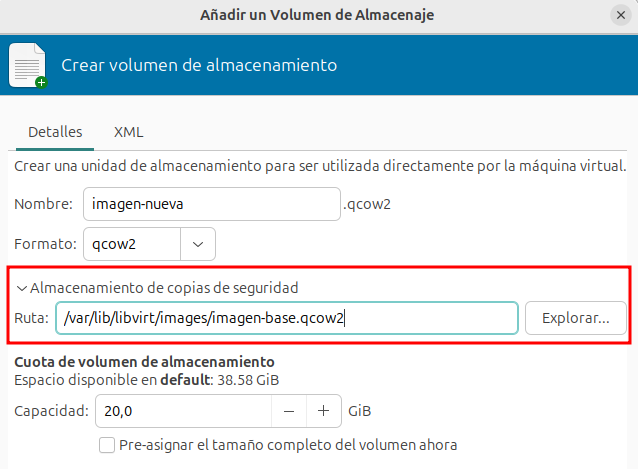 Añadir un Volumen de Almacenaje
Crear volumen de almacenamiento
Detalles XML
Crear una unidad de almacenamiento para ser utilizada directamente por la máquina virtual.
Nombre: imagen-nueva .qcow2
Formato: qcow2
Almacenamiento de copias de seguridad
Ruta: /var/lib/libvirt/images/imagen-base.qcow2 Explorar...
Cuota de volumen de almacenamiento
Espacio disponible en default: 38.58 GiB
Capacidad: 20,0 − + GiB
Pre-asignar el tamaño completo del volumen ahora